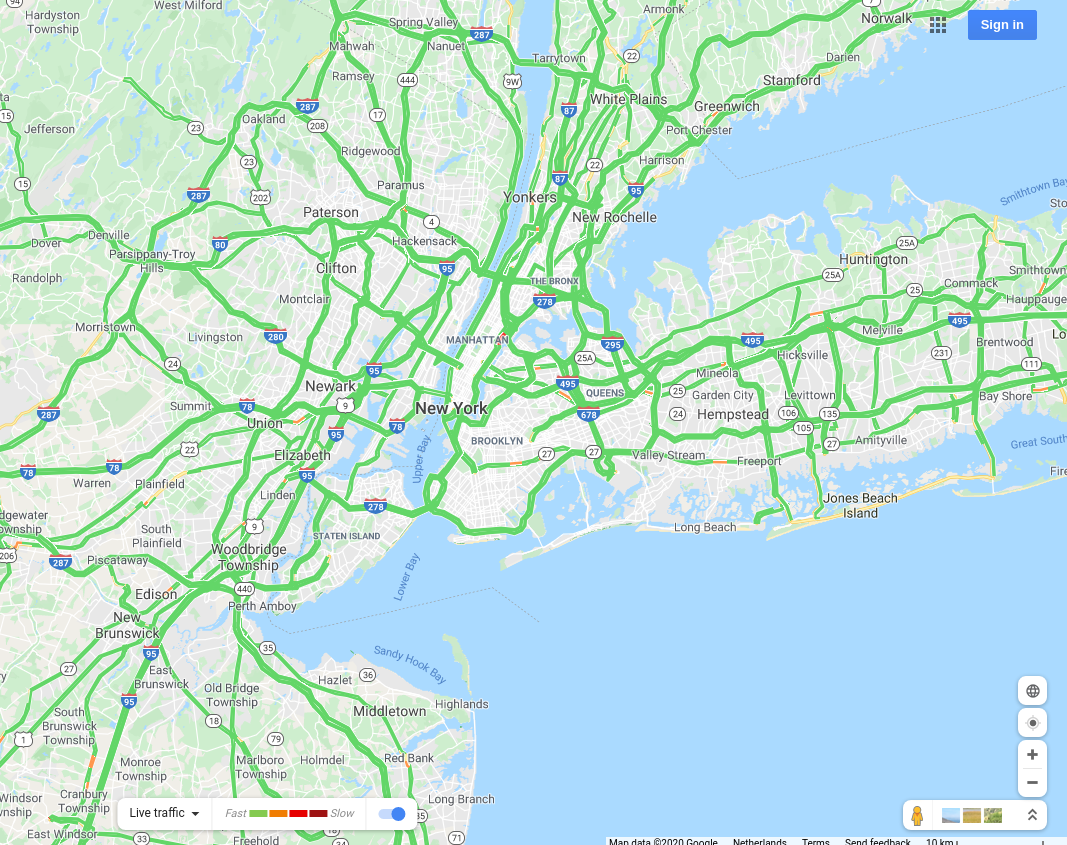 94
West Milford
Armonk
7
Norwalk
Sign in
Hardyston
Township
Spring Valley
287
Mahwah
Nanuet
Tarrytown
22
Darien
Ramsey
444
9W
White Plains
Stamford
Greenwich
287
87
15
Jefferson
23
Oakland
208
17
Port Chester
Ridgewood
Harrison
23
22
15
287
202
Paramus
87
95
Yonkers
Smithtown Bay
Paterson
4
New Rochelle
Dover
Denville
80
Hackensack
25A
Parsippany-Troy
Hills
Clifton
95
Huntington
Randolph
THE BRONX
25A
Smithtown
Montclair
278
25
Commack
Hauppauge
Morristown
495
Livingston
280
MANHATTAN
295
495
Melville
Brentwood
Hicksville
231
24
95
25A
111
Newark
495
QUEENS
Mineola
25
Garden City
Levittown
Bay Shore
287
Summit
78
9
New York
678
24
Hempstead
106
135
Union
95
78
105
22
BROOKLYN
27
Amityville
Great South
Elizabeth
27
27
Valley Stream
Freeport
78
78
95
Upper Bay
Warren
Plainfield
Linden
278
Jones Beach
Island
South
Plainfield
9
STATEN ISLAND
Long Beach
206
287
Piscataway
Woodbridge
Township
Lower Bay
Edison
440
Perth Amboy
New
Brunswick
95
35
Sandy Hook Bay
27
East
Brunswick
Hazlet
36
95
Old Bridge
Township
Highlands
South
Brunswick
Township
18
Middletown
1
79
Monroe
Township
Marlboro
Township
Holmdel
Red Bank
Cranbury
Township
Long Branch
Live traffic
Fast
Slow
East Windsor
33
Freehold
34
71
Map data ©2020 Google
Netherlands
Terms
Send feedback
10 km